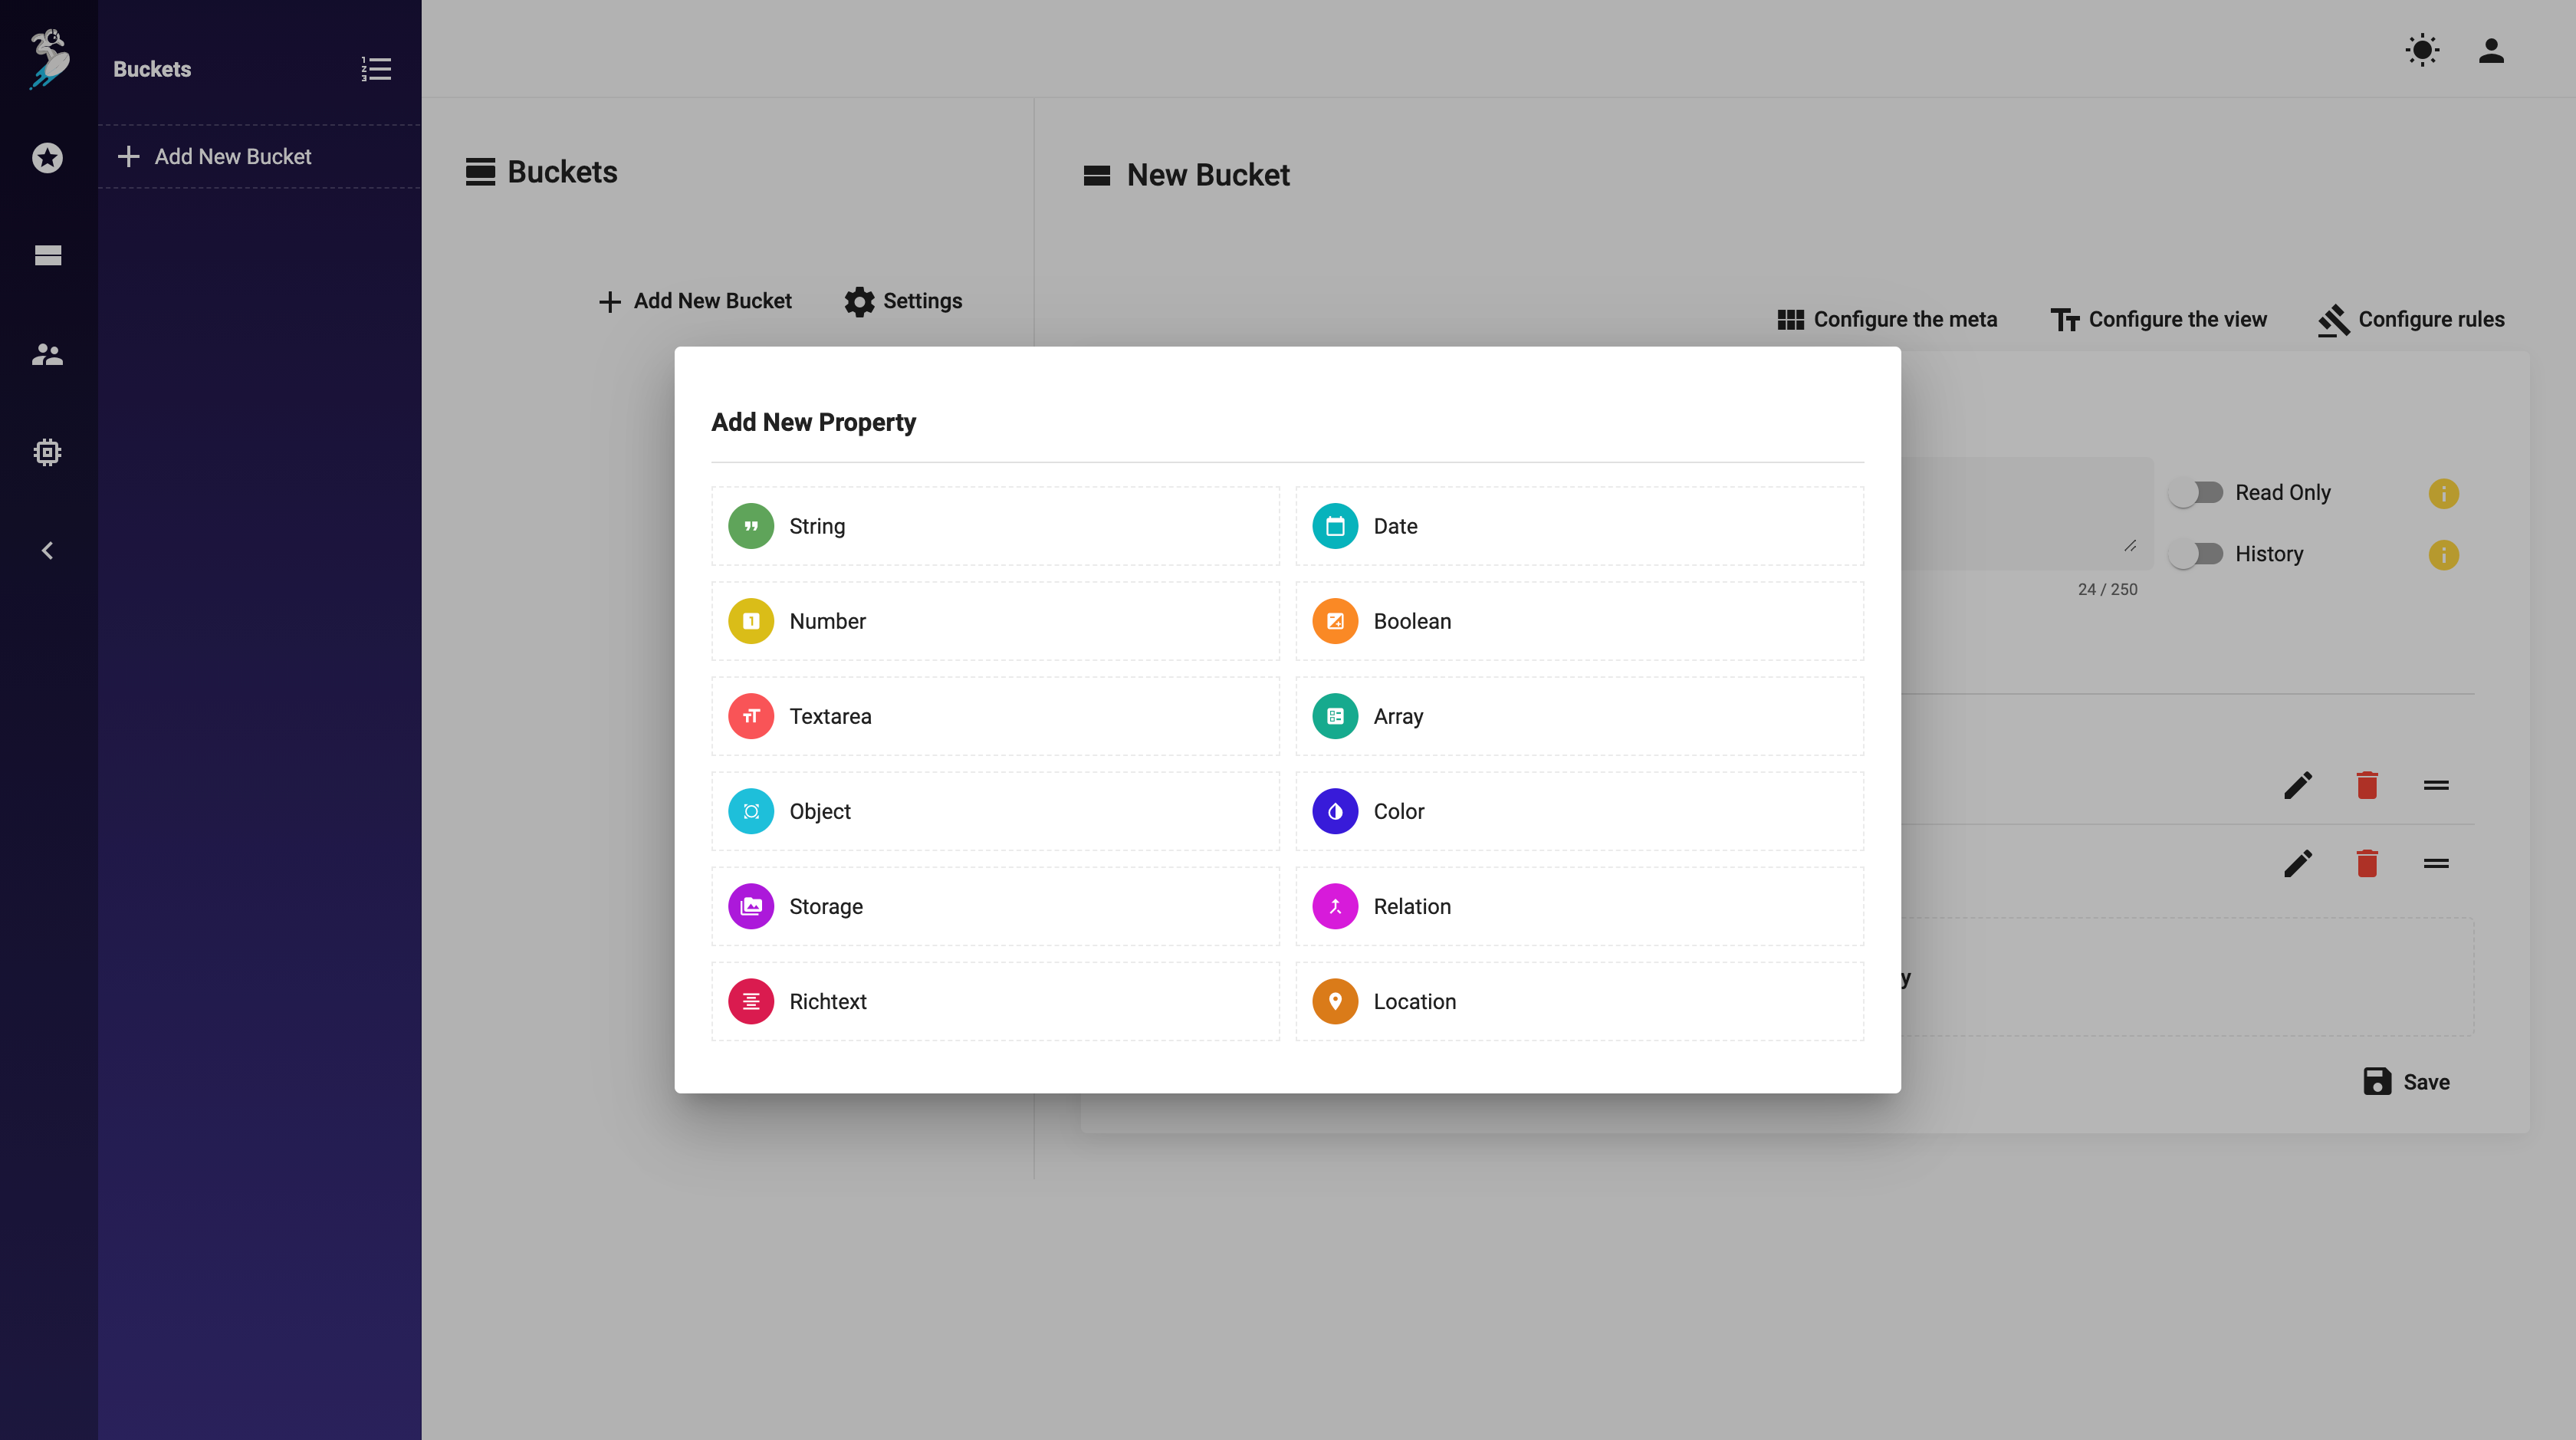 Buckets
Add New Bucket
Buckets
Add New Bucket
Settings
New Bucket
Configure the meta
Configure the view
Configure rules
Read Only
History
24 / 250
Add New Property
String
Date
Number
Boolean
Textarea
Array
Object
Color
Storage
Relation
Richtext
Location
y
Save